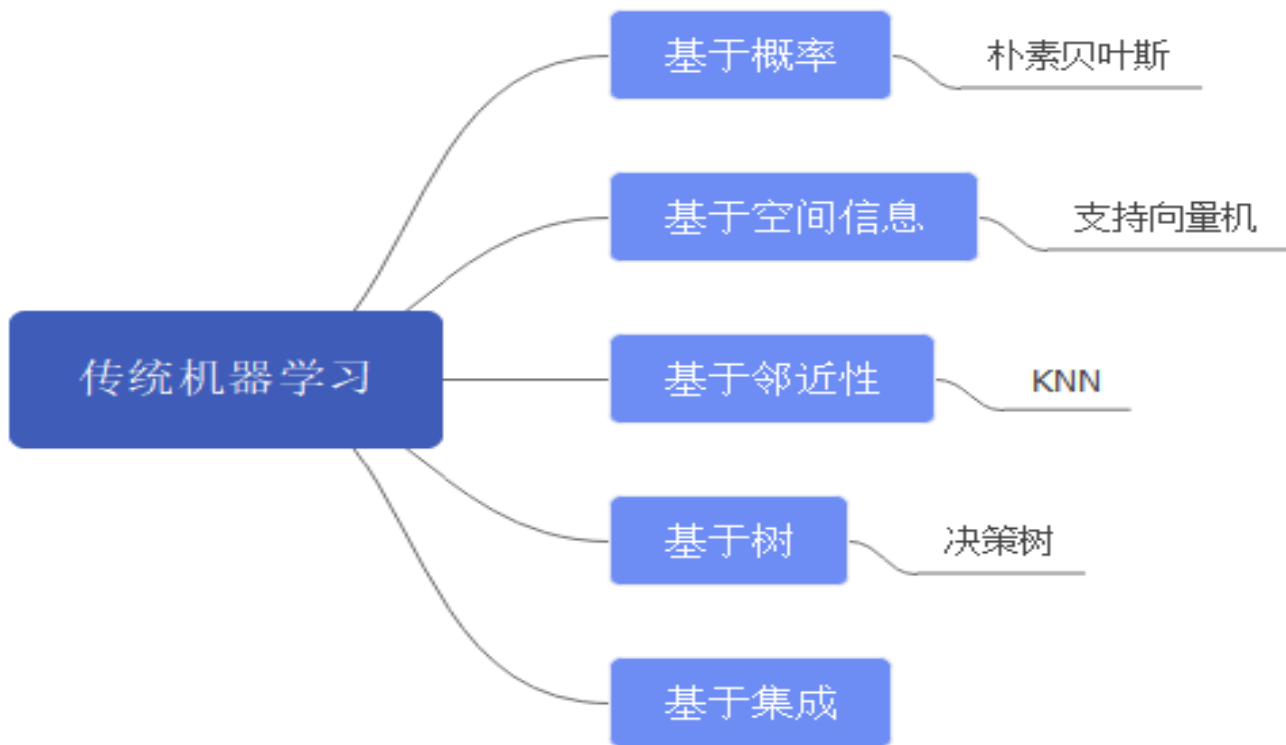 基于概率
朴素贝叶斯
基于空间信息
支持向量机
传统机器学习
基于邻近性
KNN
基于树
决策树
基于集成